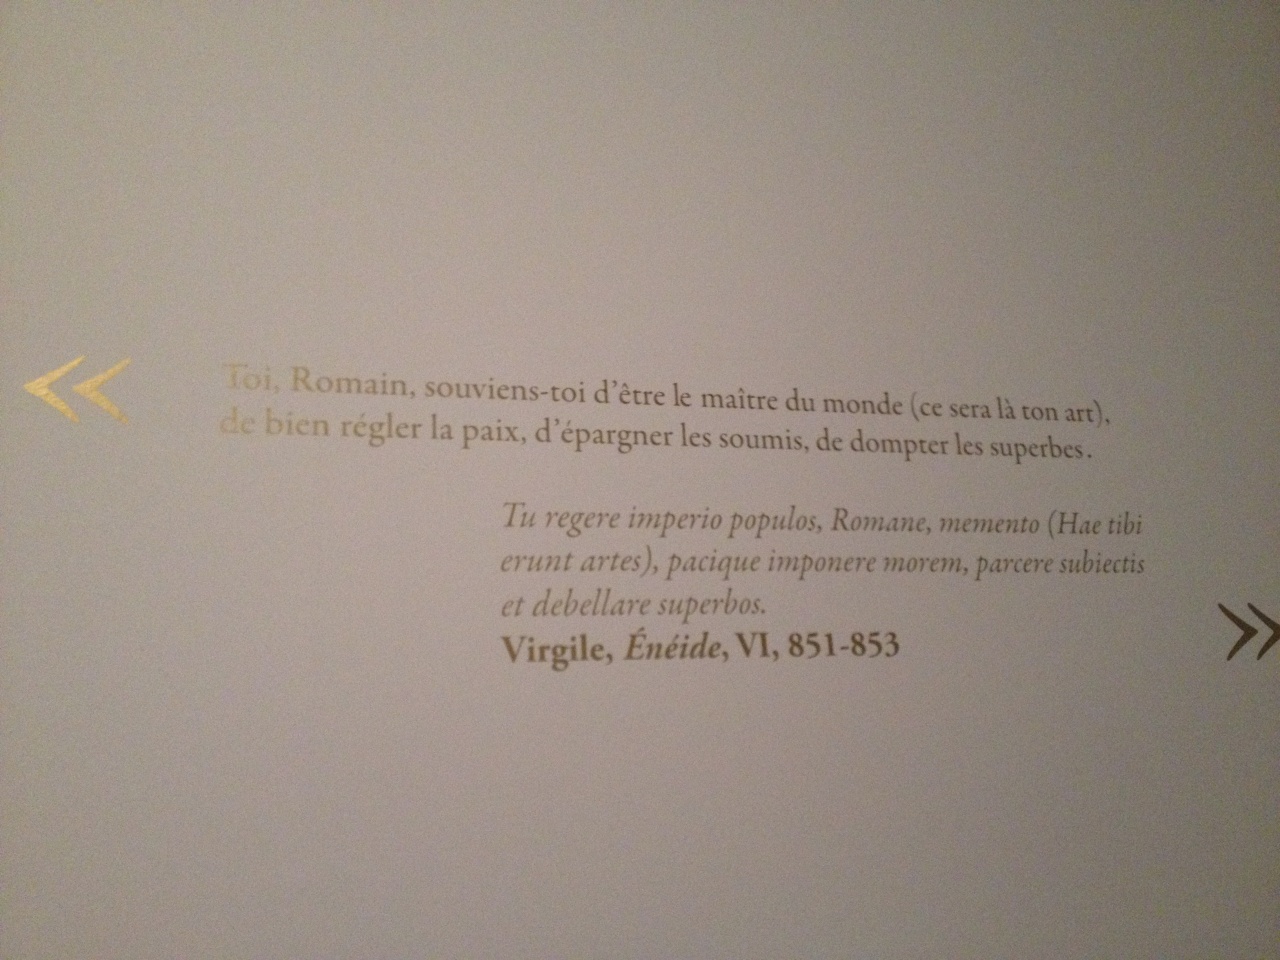 « Toi, Romain, souviens-toi d'être le maître du monde (ce sera là ton art),
de bien régler la paix, d'épargner les soumis, de dompter les superbes.
Tu regere imperio populos, Romane, memento (Hae tibi
erunt artes), pacique imponere morem, parcere subiectis
et debellare superbos.
Virgile, Énéide, VI, 851-853 »